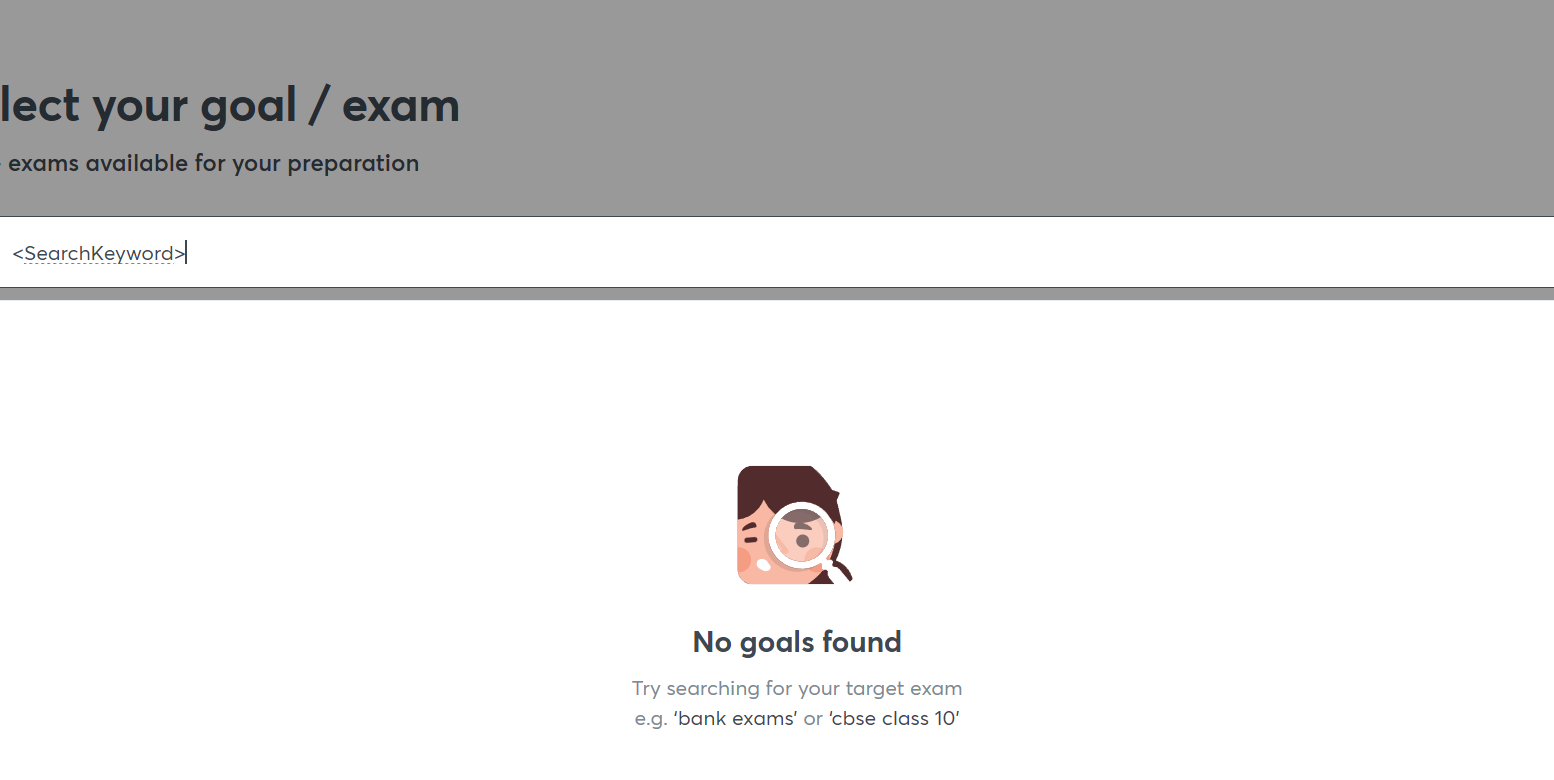 lect your goal / exam
exams available for your preparation
<SearchKeyword>
No goals found
Try searching for your target exam
e.g. ‘bank exams’ or ‘cbse class 10’